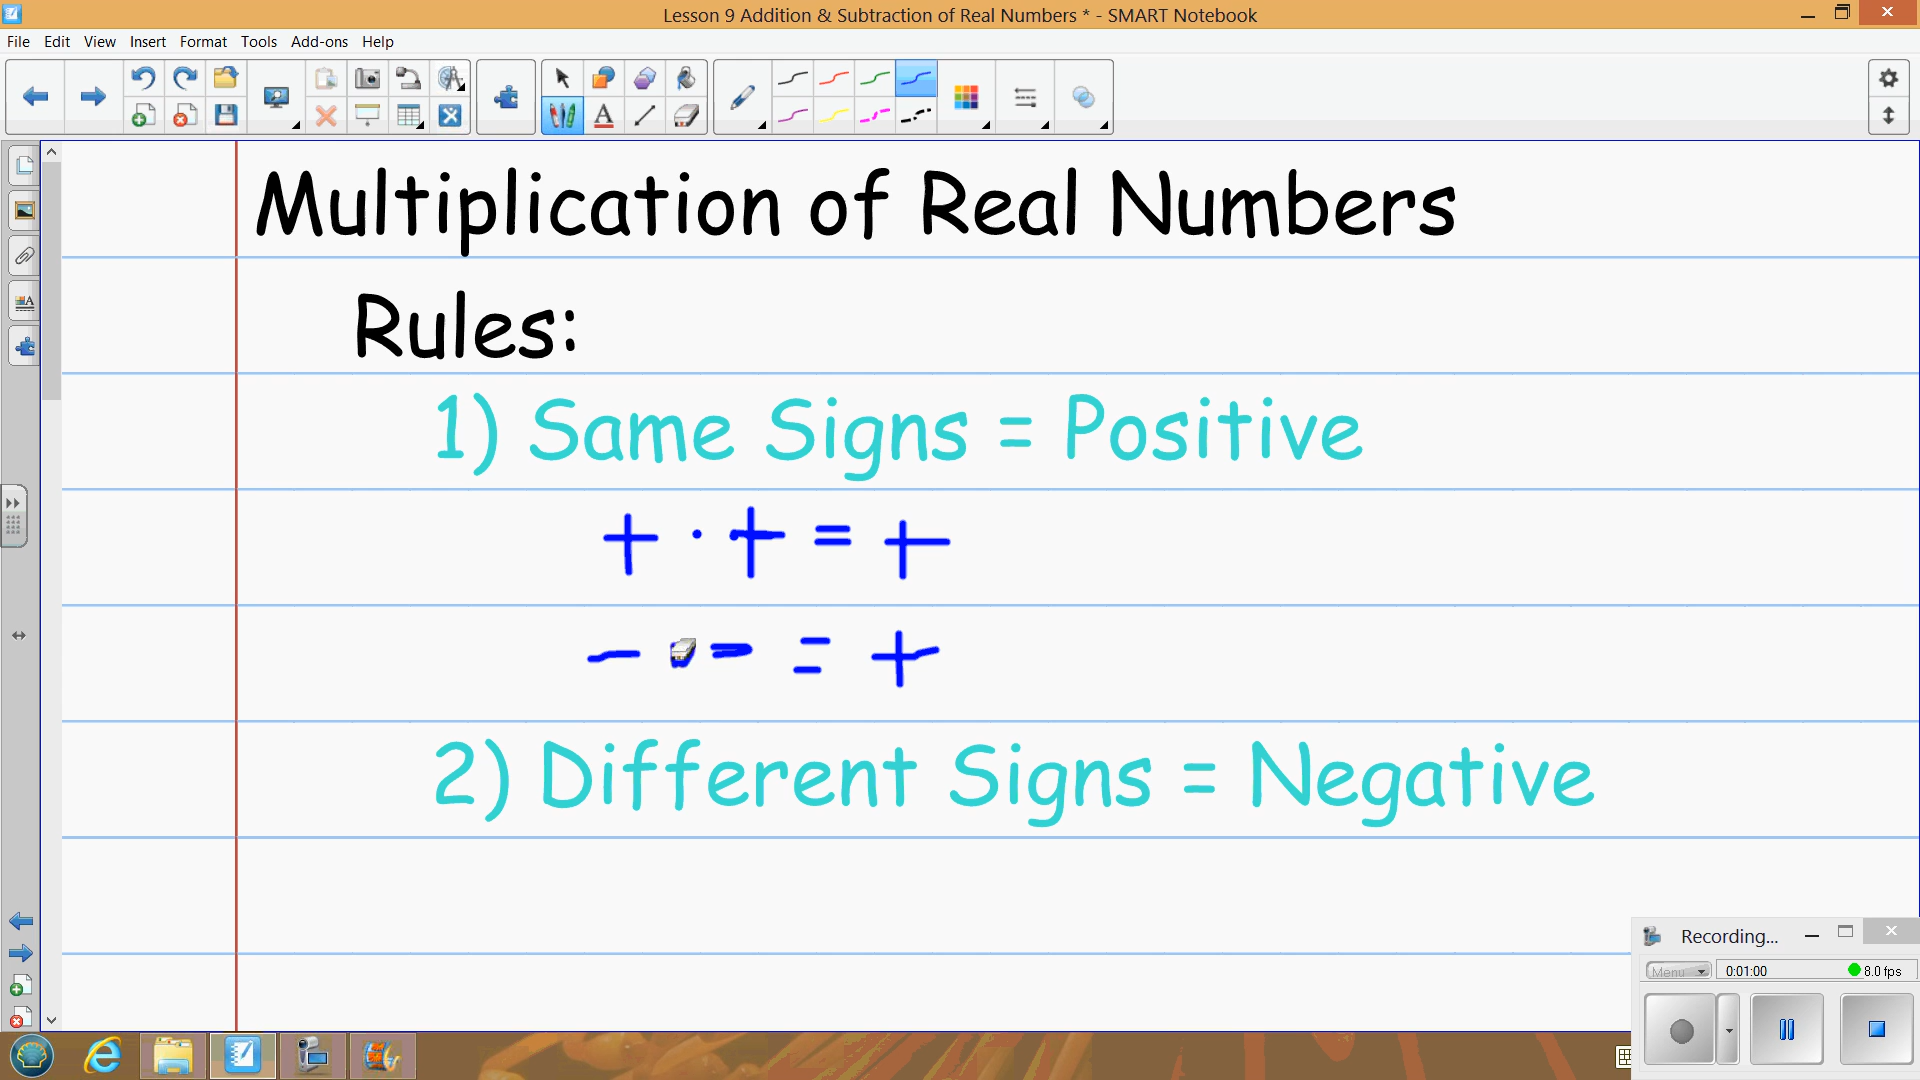 Lesson 9 Addition & Subtraction of Real Numbers * - SMART Notebook
File Edit View Insert Format Tools Add-ons Help
Multiplication of Real Numbers
Rules:
1) Same Signs = Positive
+ · + = +
- · - = +
2) Different Signs = Negative
Recording...
Menu 0:01:00 8.0 fps